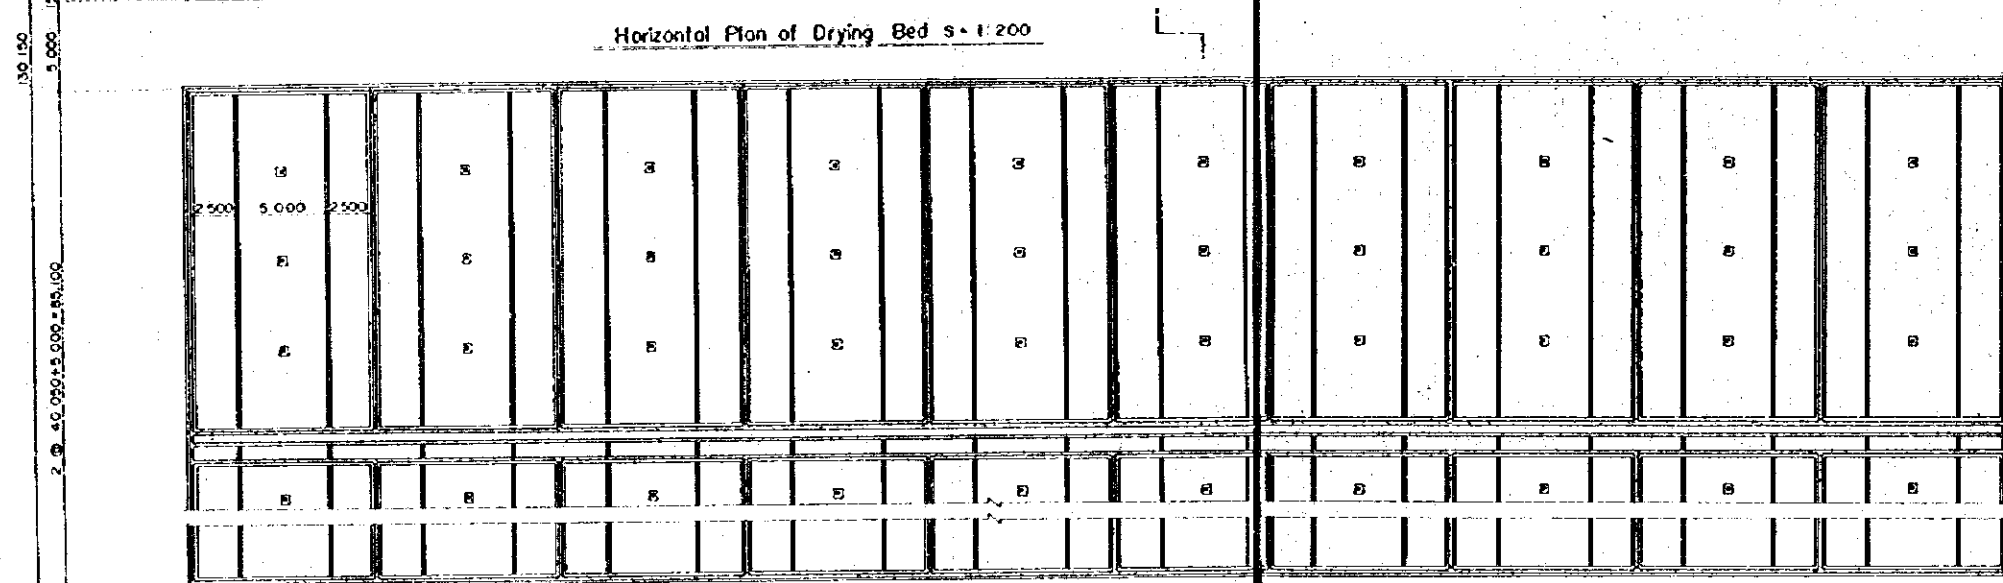 Horizontal Plan of Drying Bed S = 1:200
130 150
5 000
2 500 5 000 2 500
2 @ 40 050 + 5 000 = 85,100